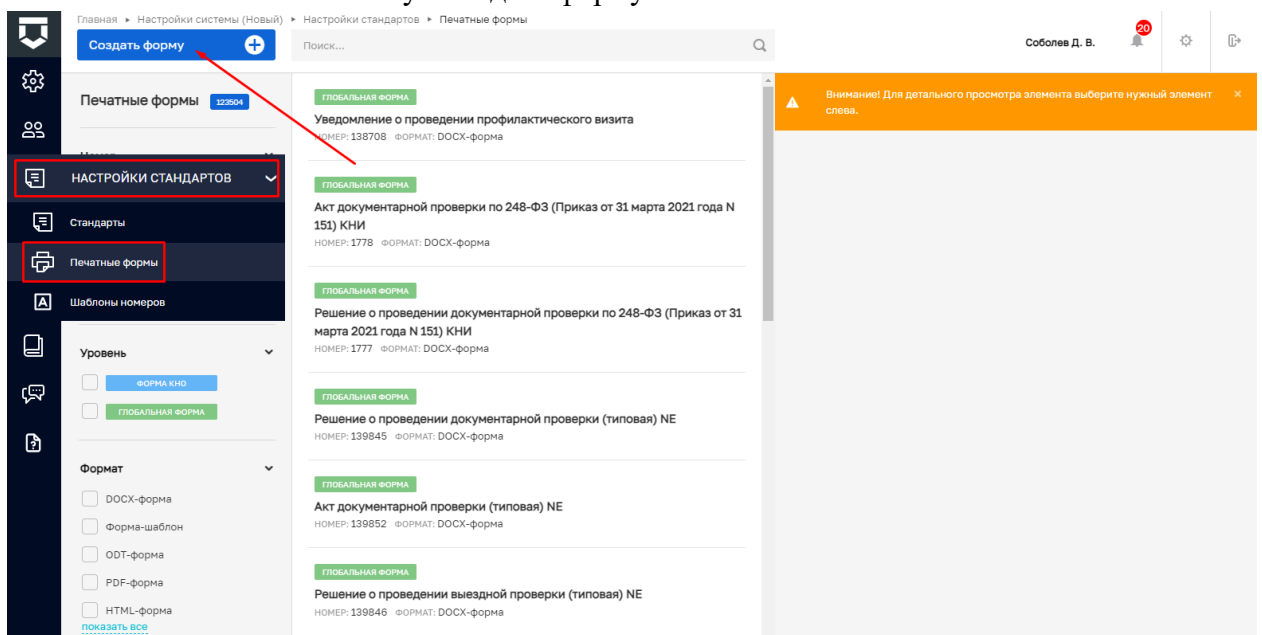 Главная ▸ Настройки системы (Новый) ▸ Настройки стандартов ▸ Печатные формы
Создать форму
Поиск...
Соболев Д. В.
20
Печатные формы 123504
НАСТРОЙКИ СТАНДАРТОВ
Стандарты
Печатные формы
Шаблоны номеров
Уровень
ФОРМА КНО
ГЛОБАЛЬНАЯ ФОРМА
Формат
DOCX-форма
Форма-шаблон
ODT-форма
PDF-форма
HTML-форма
показать все
ГЛОБАЛЬНАЯ ФОРМА
Уведомление о проведении профилактического визита
НОМЕР: 138708 ФОРМАТ: DOCX-форма
ГЛОБАЛЬНАЯ ФОРМА
Акт документарной проверки по 248-ФЗ (Приказ от 31 марта 2021 года N
151) КНИ
НОМЕР: 1778 ФОРМАТ: DOCX-форма
ГЛОБАЛЬНАЯ ФОРМА
Решение о проведении документарной проверки по 248-ФЗ (Приказ от 31
марта 2021 года N 151) КНИ
НОМЕР: 1777 ФОРМАТ: DOCX-форма
ГЛОБАЛЬНАЯ ФОРМА
Решение о проведении документарной проверки (типовая) NE
НОМЕР: 139845 ФОРМАТ: DOCX-форма
ГЛОБАЛЬНАЯ ФОРМА
Акт документарной проверки (типовая) NE
НОМЕР: 139852 ФОРМАТ: DOCX-форма
ГЛОБАЛЬНАЯ ФОРМА
Решение о проведении выездной проверки (типовая) NE
НОМЕР: 139846 ФОРМАТ: DOCX-форма
Внимание! Для детального просмотра элемента выберите нужный элемент
слева.